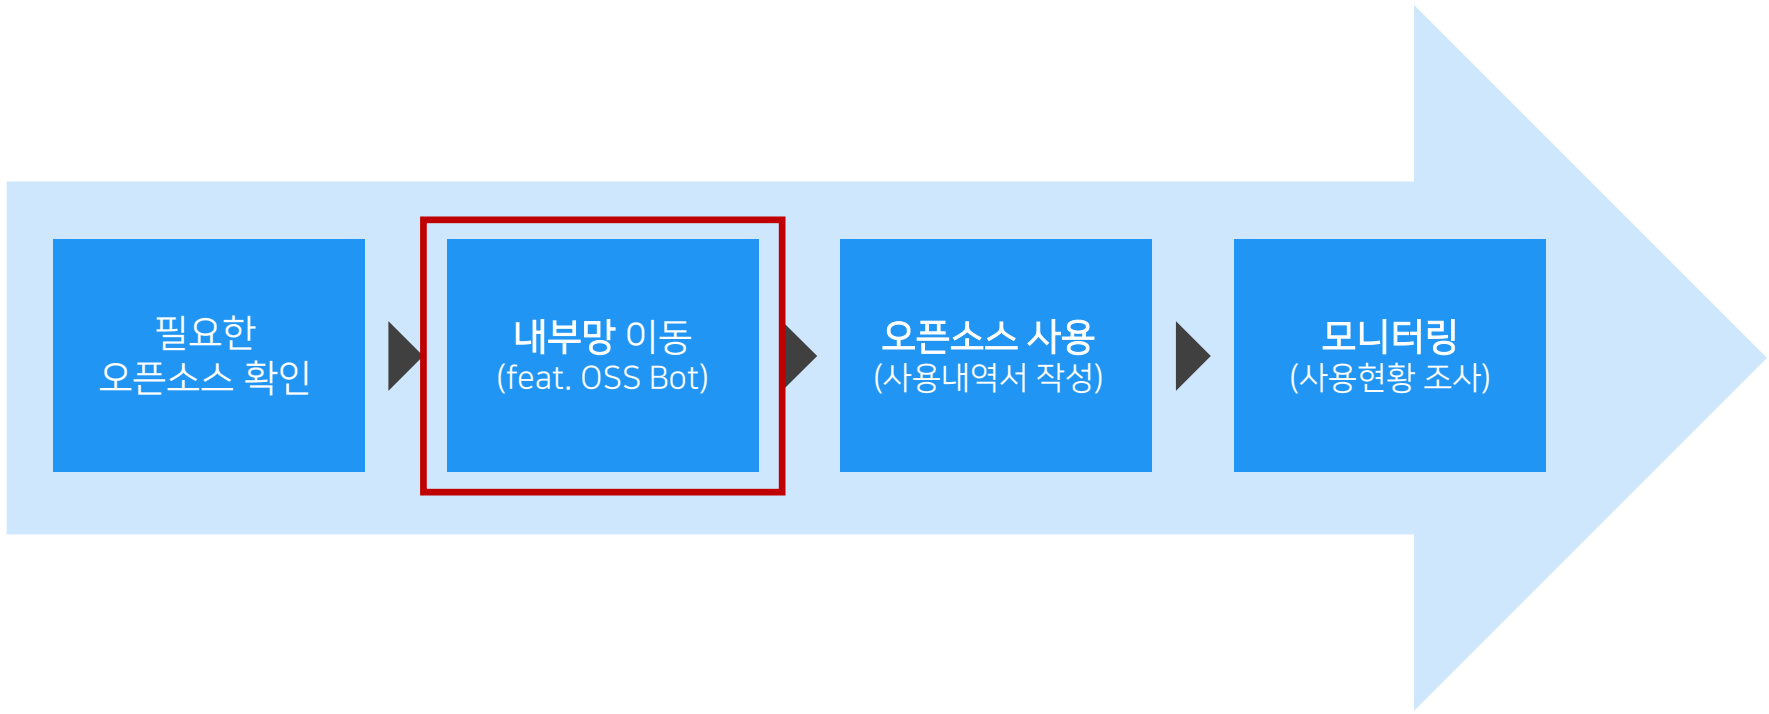 필요한
오픈소스 확인
내부망 이동
(feat. OSS Bot)
오픈소스 사용
(사용내역서 작성)
모니터링
(사용현황 조사)